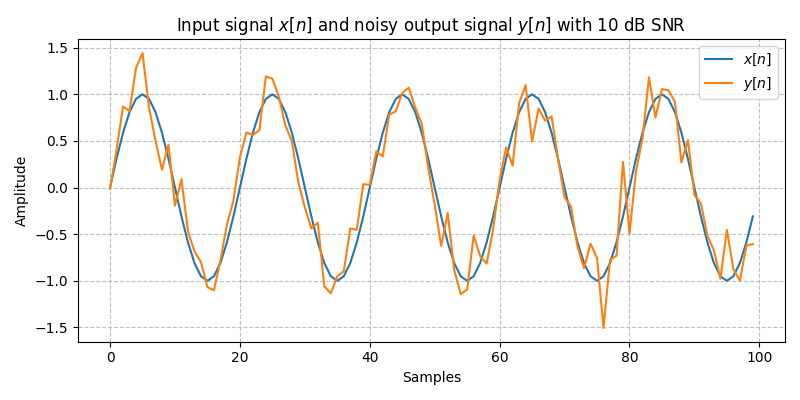 Input signal x[n] and noisy output signal y[n] with 10 dB SNR
1.5
1.0
0.5
0.0
−0.5
−1.0
−1.5
Amplitude
x[n]
y[n]
0 20 40 60 80 100
Samples